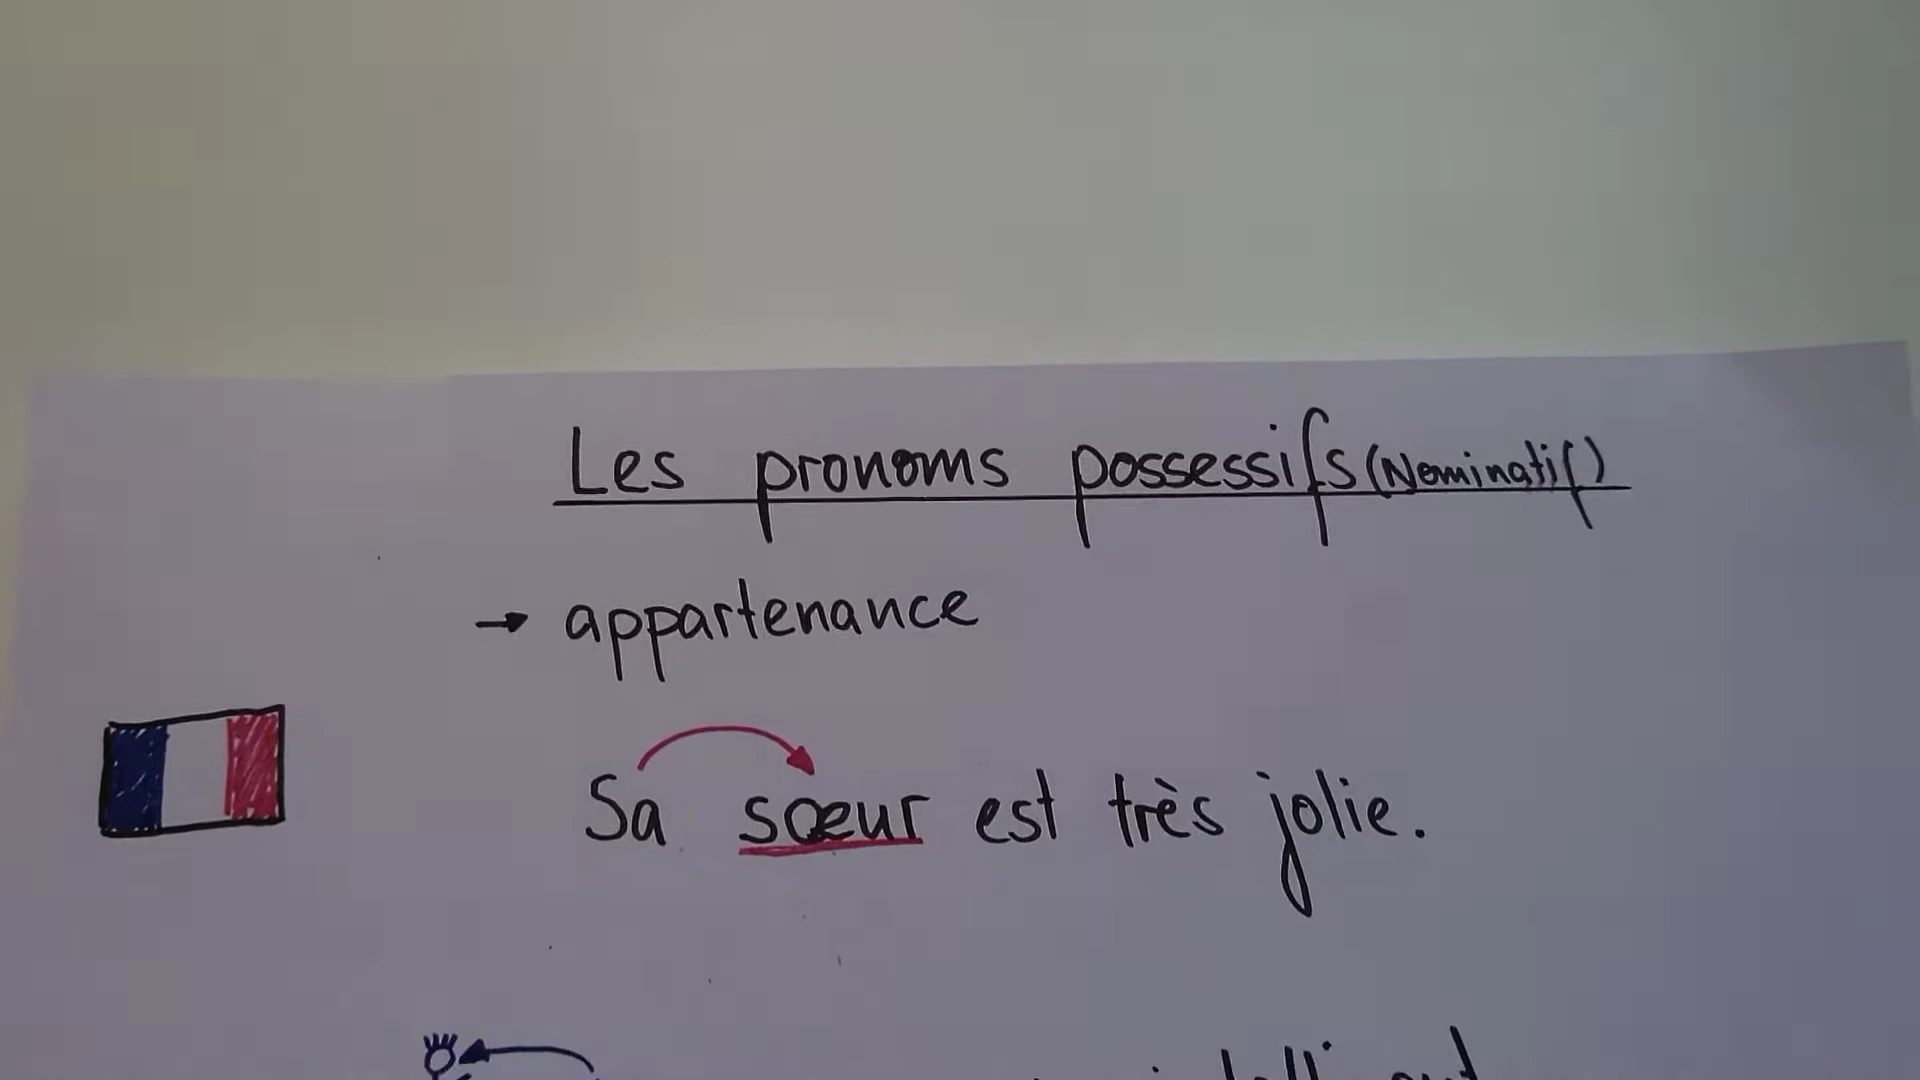 Les pronoms possessifs (Nominatif)
→ appartenance
Sa sœur est très jolie.